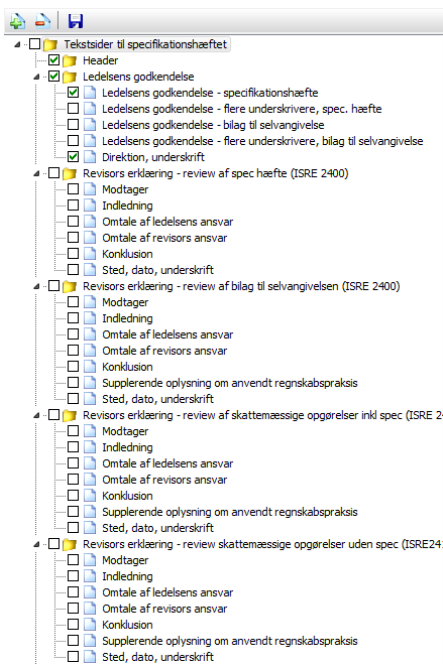 Tekstsider til specifikationshæftet
Header
Ledelsens godkendelse
Ledelsens godkendelse - specifikationshæfte
Ledelsens godkendelse - flere underskrivere, spec. hæfte
Ledelsens godkendelse - bilag til selvangivelse
Ledelsens godkendelse - flere underskrivere, bilag til selvangivelse
Direktion, underskrift
Revisors erklæring - review af spec hæfte (ISRE 2400)
Modtager
Indledning
Omtale af ledelsens ansvar
Omtale af revisors ansvar
Konklusion
Sted, dato, underskrift
Revisors erklæring - review af bilag til selvangivelsen (ISRE 2400)
Modtager
Indledning
Omtale af ledelsens ansvar
Omtale af revisors ansvar
Konklusion
Supplerende oplysning om anvendt regnskabspraksis
Sted, dato, underskrift
Revisors erklæring - review af skattemæssige opgørelser inkl spec (ISRE 2
Modtager
Indledning
Omtale af ledelsens ansvar
Omtale af revisors ansvar
Konklusion
Supplerende oplysning om anvendt regnskabspraksis
Sted, dato, underskrift
Revisors erklæring - review skattemæssige opgørelser uden spec (ISRE24
Modtager
Indledning
Omtale af ledelsens ansvar
Omtale af revisors ansvar
Konklusion
Supplerende oplysning om anvendt regnskabspraksis
Sted, dato, underskrift